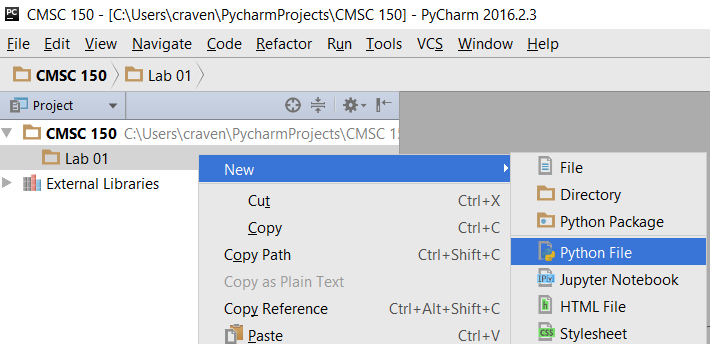 PC CMSC 150 - [C:\Users\craven\PycharmProjects\CMSC 150] - PyCharm 2016.2.3
File Edit View Navigate Code Refactor Run Tools VCS Window Help
CMSC 150 Lab 01
Project
CMSC 150 C:\Users\craven\PycharmProjects\CMSC 15
Lab 01
External Libraries
New
Cut Ctrl+X
Copy Ctrl+C
Copy Path Ctrl+Shift+C
Copy as Plain Text
Copy Reference Ctrl+Alt+Shift+C
Paste Ctrl+V
File
Directory
Python Package
Python File
IP[y] Jupyter Notebook
h HTML File
CSS Stylesheet